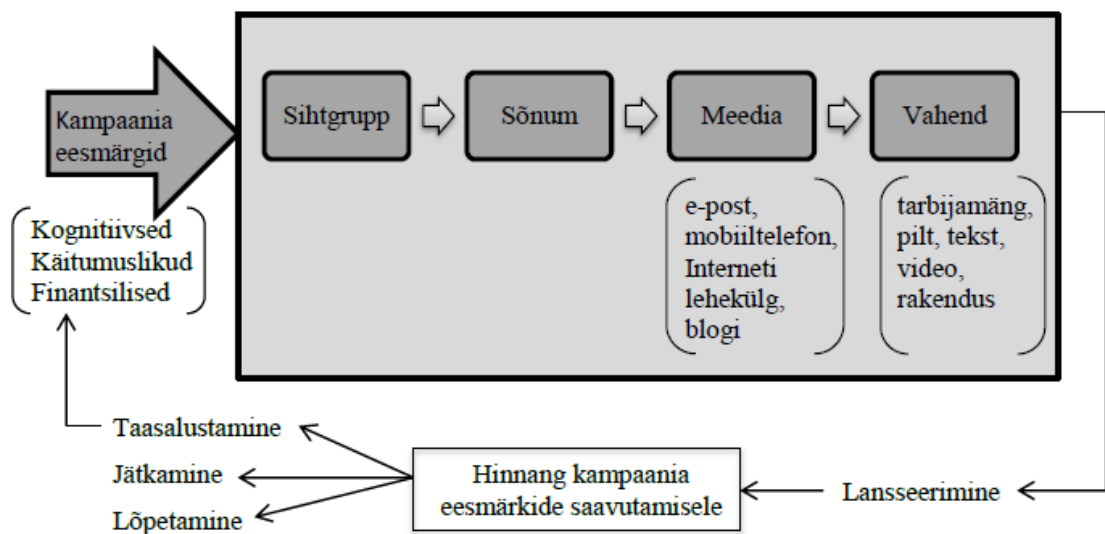 Kampaania
eesmärgid
Kognitiivsed
Käitumuslikud
Finantsilised
Sihtgrupp
Sõnum
Meedia
Vahend
e-post,
mobiiltelefon,
Interneti
lehekülg,
blogi
tarbijamäng,
pilt, tekst,
video,
rakendus
Lansseerimine
Hinnang kampaania
eesmärkide saavutamisele
Taasalustamine
Jätkamine
Lõpetamine